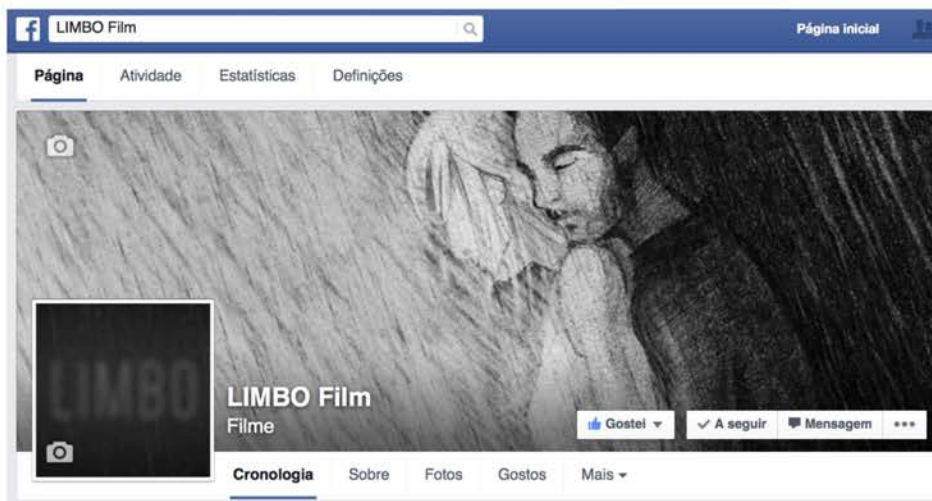 LIMBO Film
Página inicial
Página Atividade Estatísticas Definições
LIMBO
LIMBO Film
Filme
Gostei A seguir Mensagem
Cronologia Sobre Fotos Gostos Mais